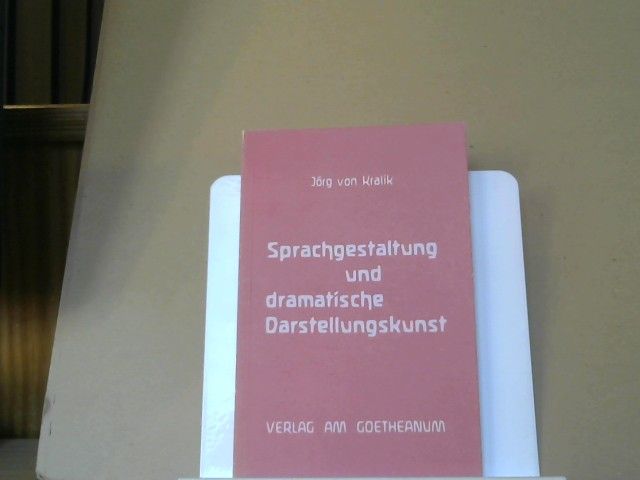 Jörg von Kralik
Sprachgestaltung
und
dramatische
Darstellungskunst
VERLAG AM GOETHEANUM